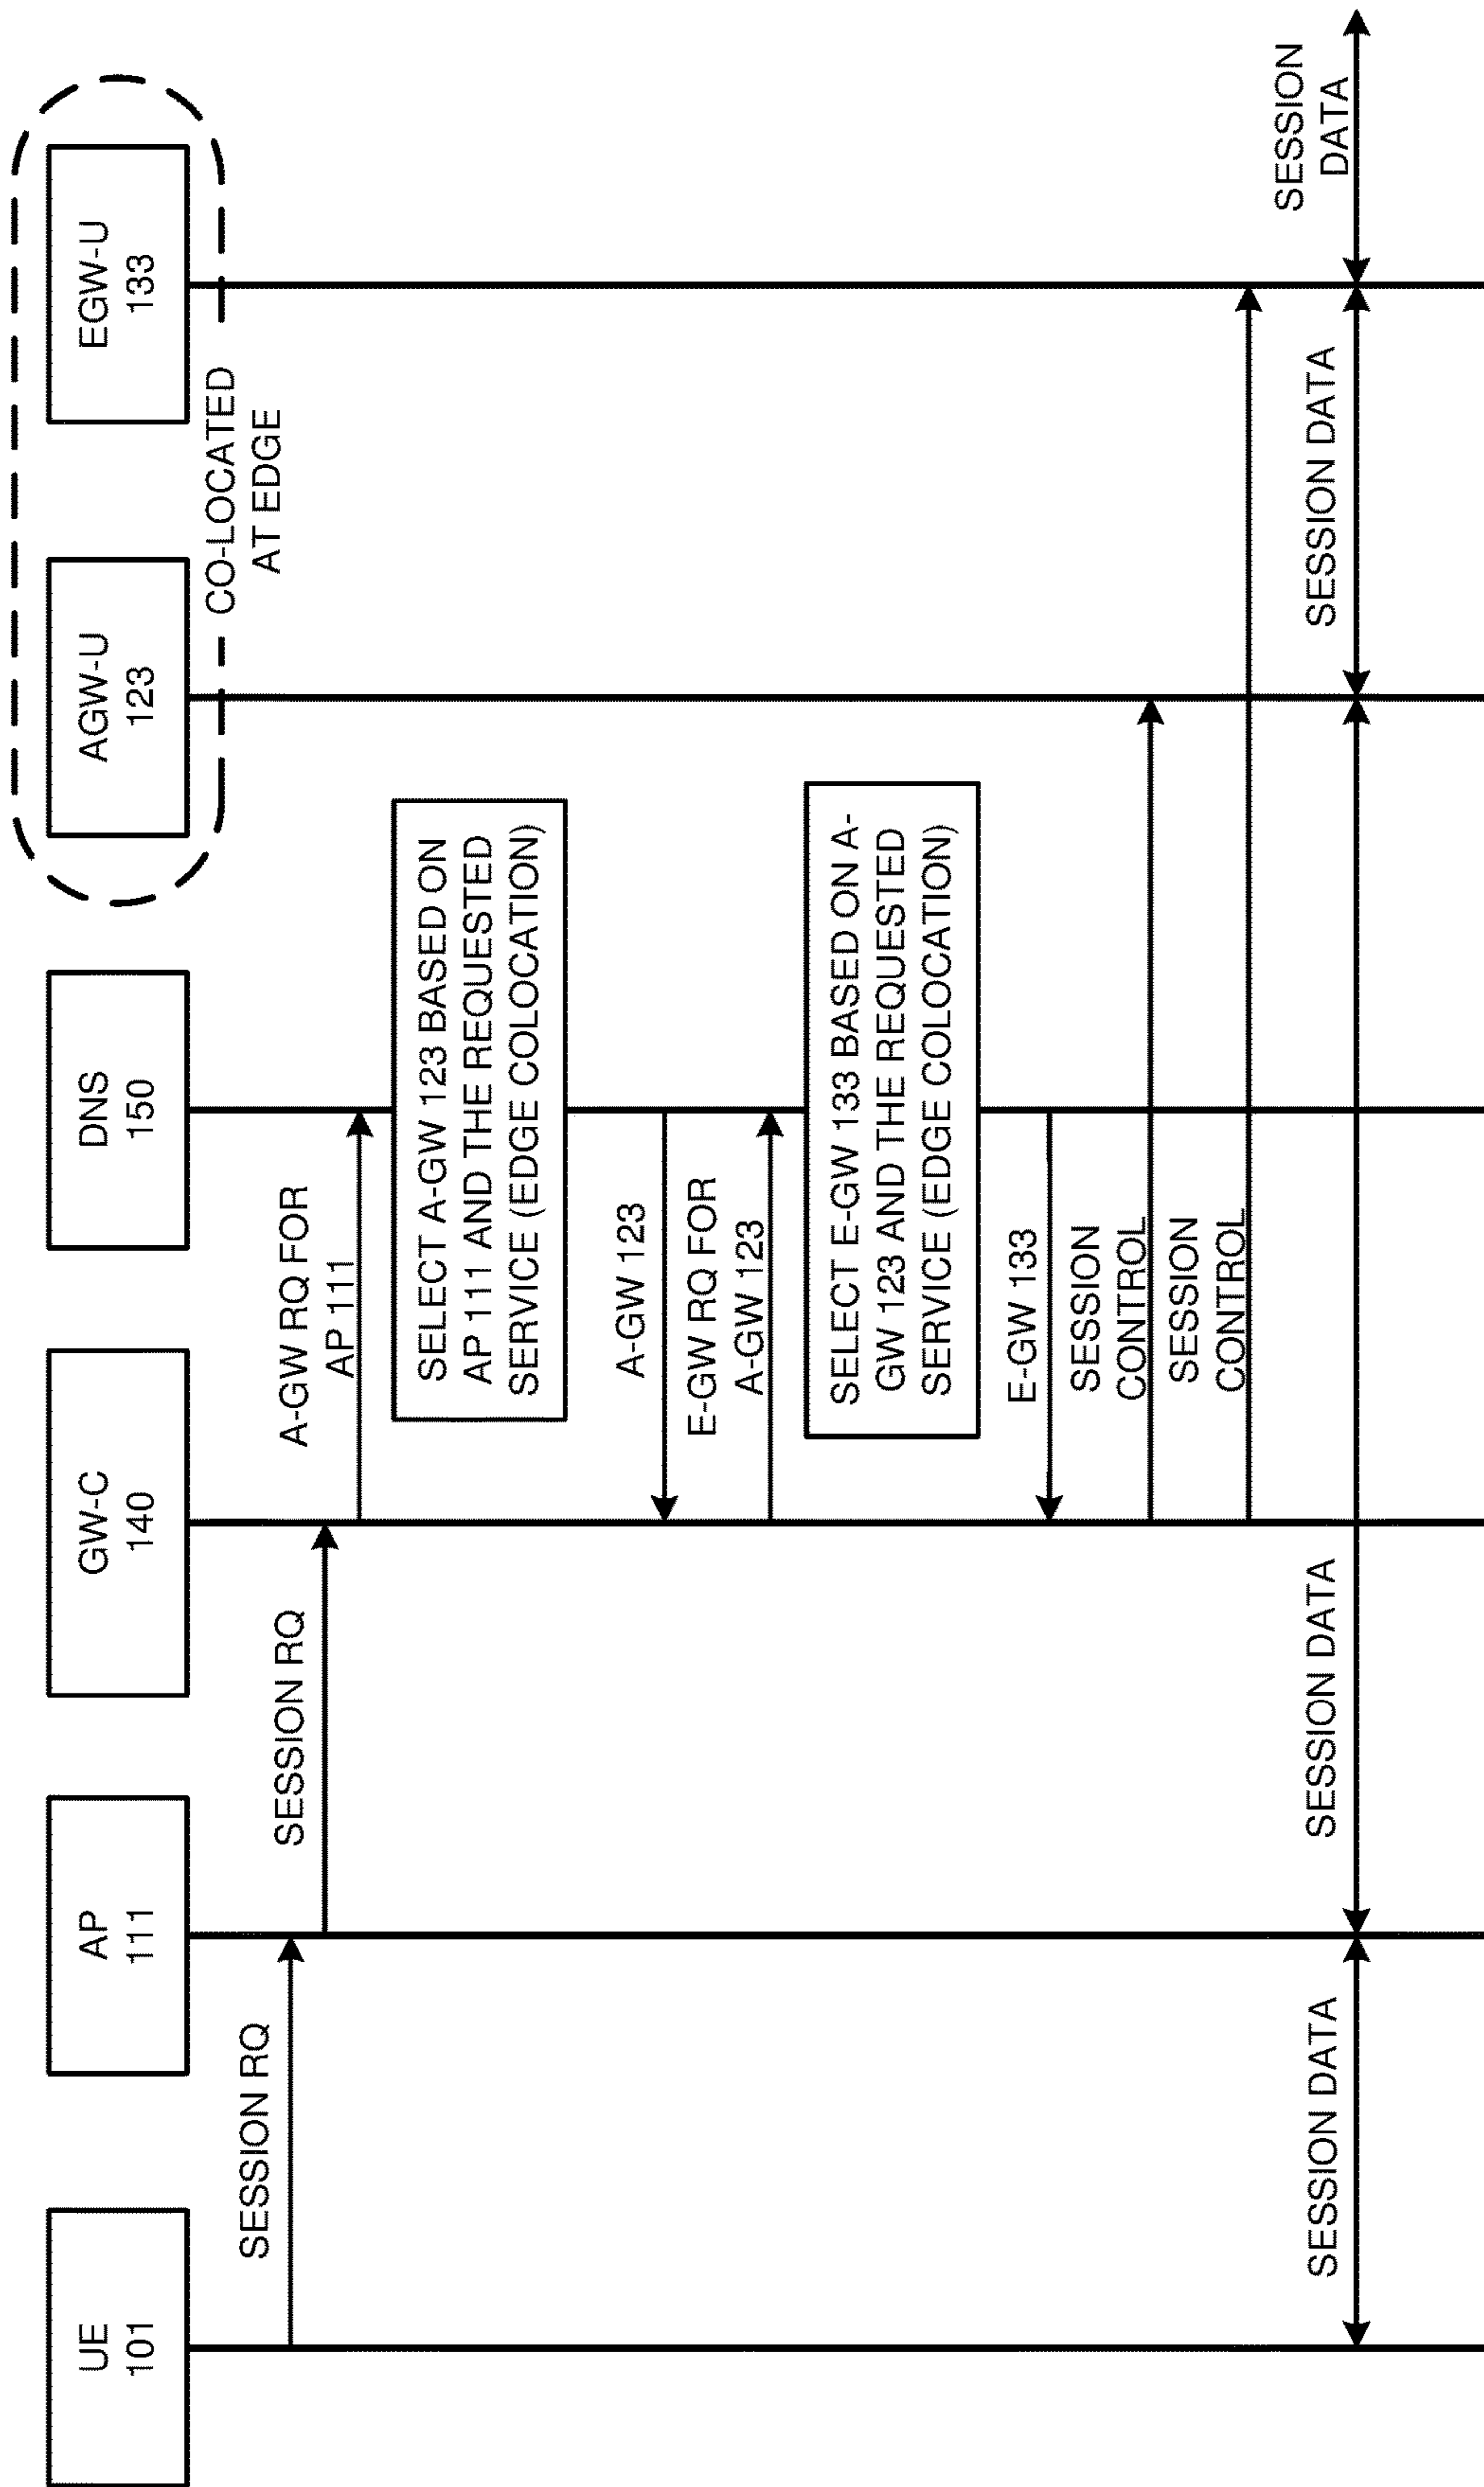 UE
101
AP
111
GW-C
140
DNS
150
AGW-U
123
EGW-U
133
CO-LOCATED
AT EDGE
SESSION RQ
SESSION RQ
A-GW RQ FOR
AP 111
SELECT A-GW 123 BASED ON
AP 111 AND THE REQUESTED
SERVICE (EDGE COLOCATION)
A-GW 123
E-GW RQ FOR
A-GW 123
SELECT E-GW 133 BASED ON A-
GW 123 AND THE REQUESTED
SERVICE (EDGE COLOCATION)
E-GW 133
SESSION
CONTROL
SESSION
CONTROL
SESSION DATA
SESSION DATA
SESSION DATA
SESSION
DATA